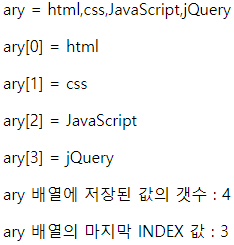 ary = html,css,JavaScript,jQuery
ary[0] = html
ary[1] = css
ary[2] = JavaScript
ary[3] = jQuery
ary 배열에 저장된 값의 갯수 : 4
ary 배열의 마지막 INDEX 값 : 3